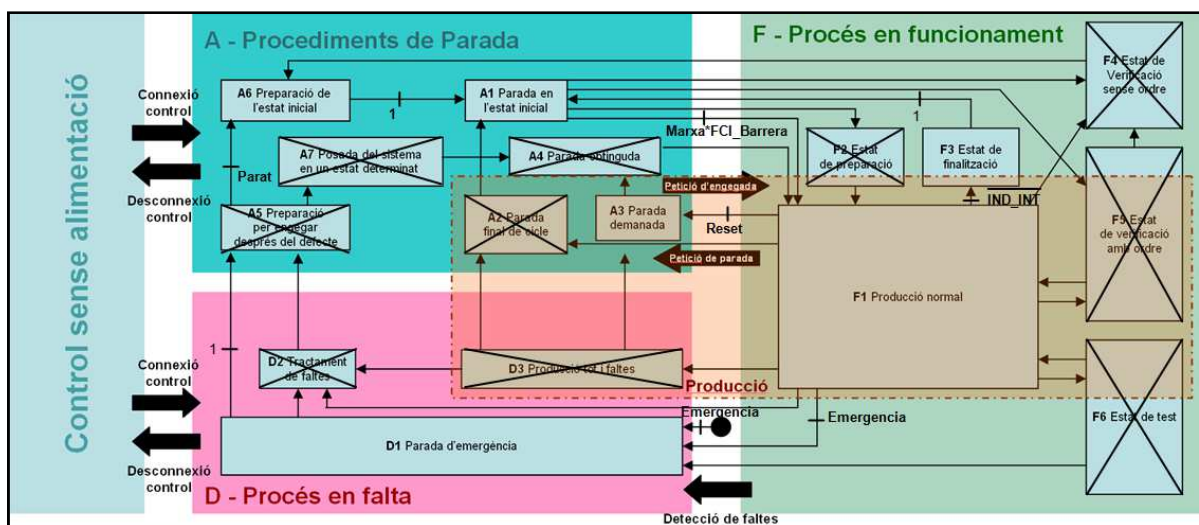 Control sense alimentació
A - Procediments de Parada
F - Procés en funcionament
Connexió
control
Desconnexió
control
A6 Preparació de
l'estat inicial
1
A1 Parada en
l'estat inicial
1
F4 Estat de
Verificació
sense ordre
Marxa*FCI_Barrera
A7 Posada del sistema
en un estat determinat
A4 Parada obtinguda
F2 Estat
de preparació
F3 Estat de
finalització
Parat
Petició d'engegada
IND_INT
A5 Preparació
per engegar
després del defecte
A2 Parada
final de cicle
A3 Parada
demanada
Reset
F5 Estat
de verificació
amb ordre
Petició de parada
F1 Producció normal
1
Connexió
control
D2 Tractament
de faltes
D3 Producció tot i faltes
Producció
Emergencia
Emergencia
F6 Estat de test
D1 Parada d'emergència
Desconnexió
control
D - Procés en falta
Detecció de faltes